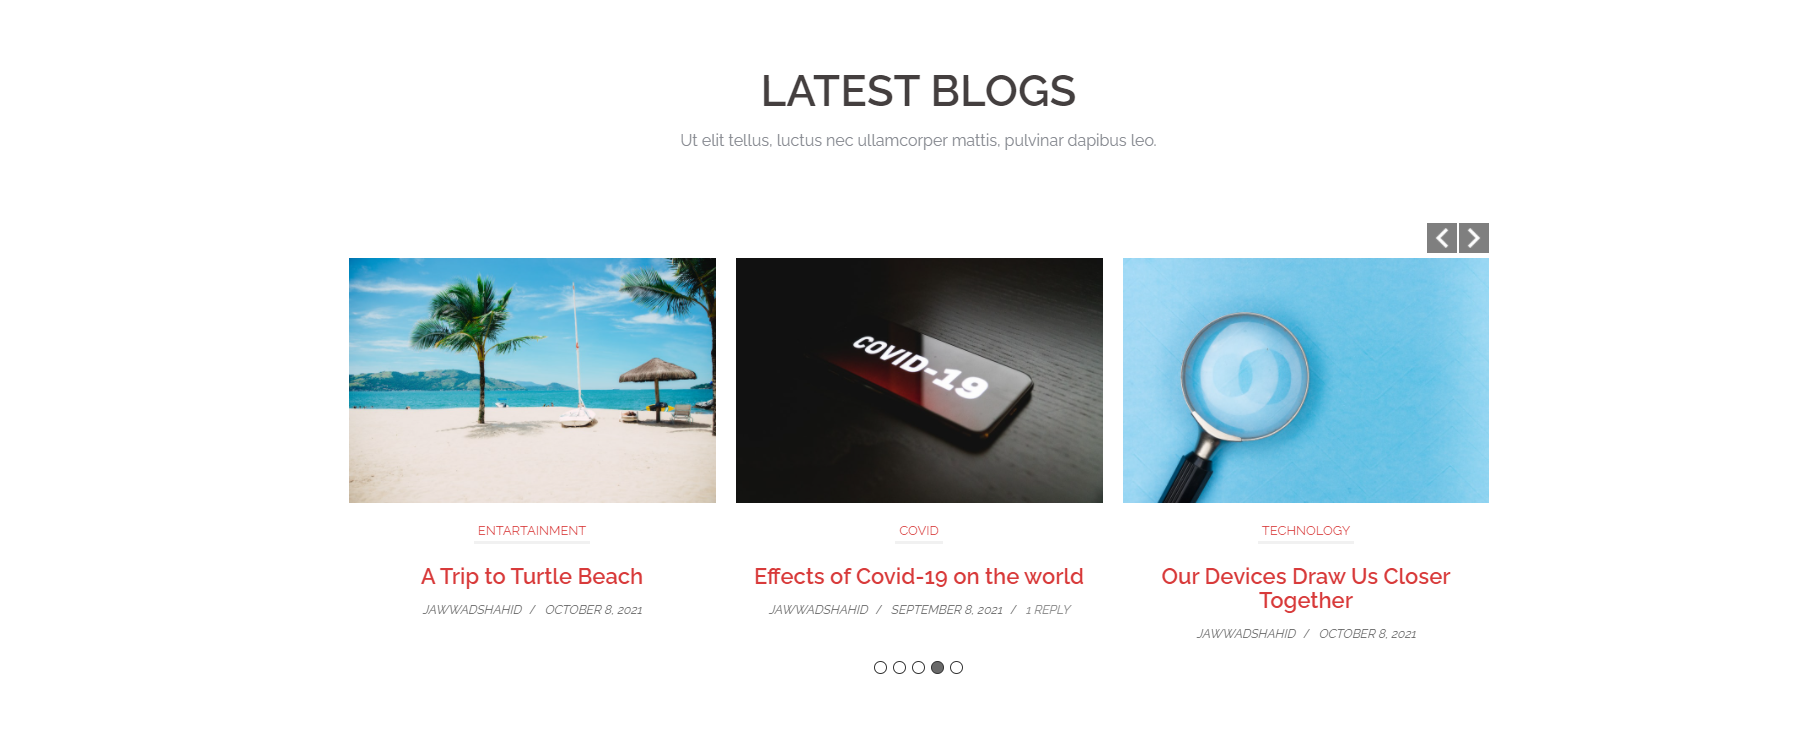 LATEST BLOGS
Ut elit tellus, luctus nec ullamcorper mattis, pulvinar dapibus leo.
COVID-19
ENTARTAINMENT
A Trip to Turtle Beach
JAWWADSHAHID / OCTOBER 8, 2021
COVID
Effects of Covid-19 on the world
JAWWADSHAHID / SEPTEMBER 8, 2021 / 1 REPLY
TECHNOLOGY
Our Devices Draw Us Closer
Together
JAWWADSHAHID / OCTOBER 8, 2021